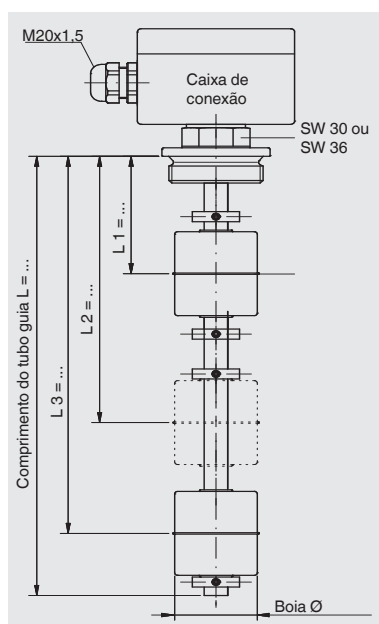 M20x1,5
Caixa de
conexão
SW 30 ou
SW 36
L 1 = ...
L 2 = ...
L 3 = ...
Comprimento do tubo guia L = ...
Boia Ø